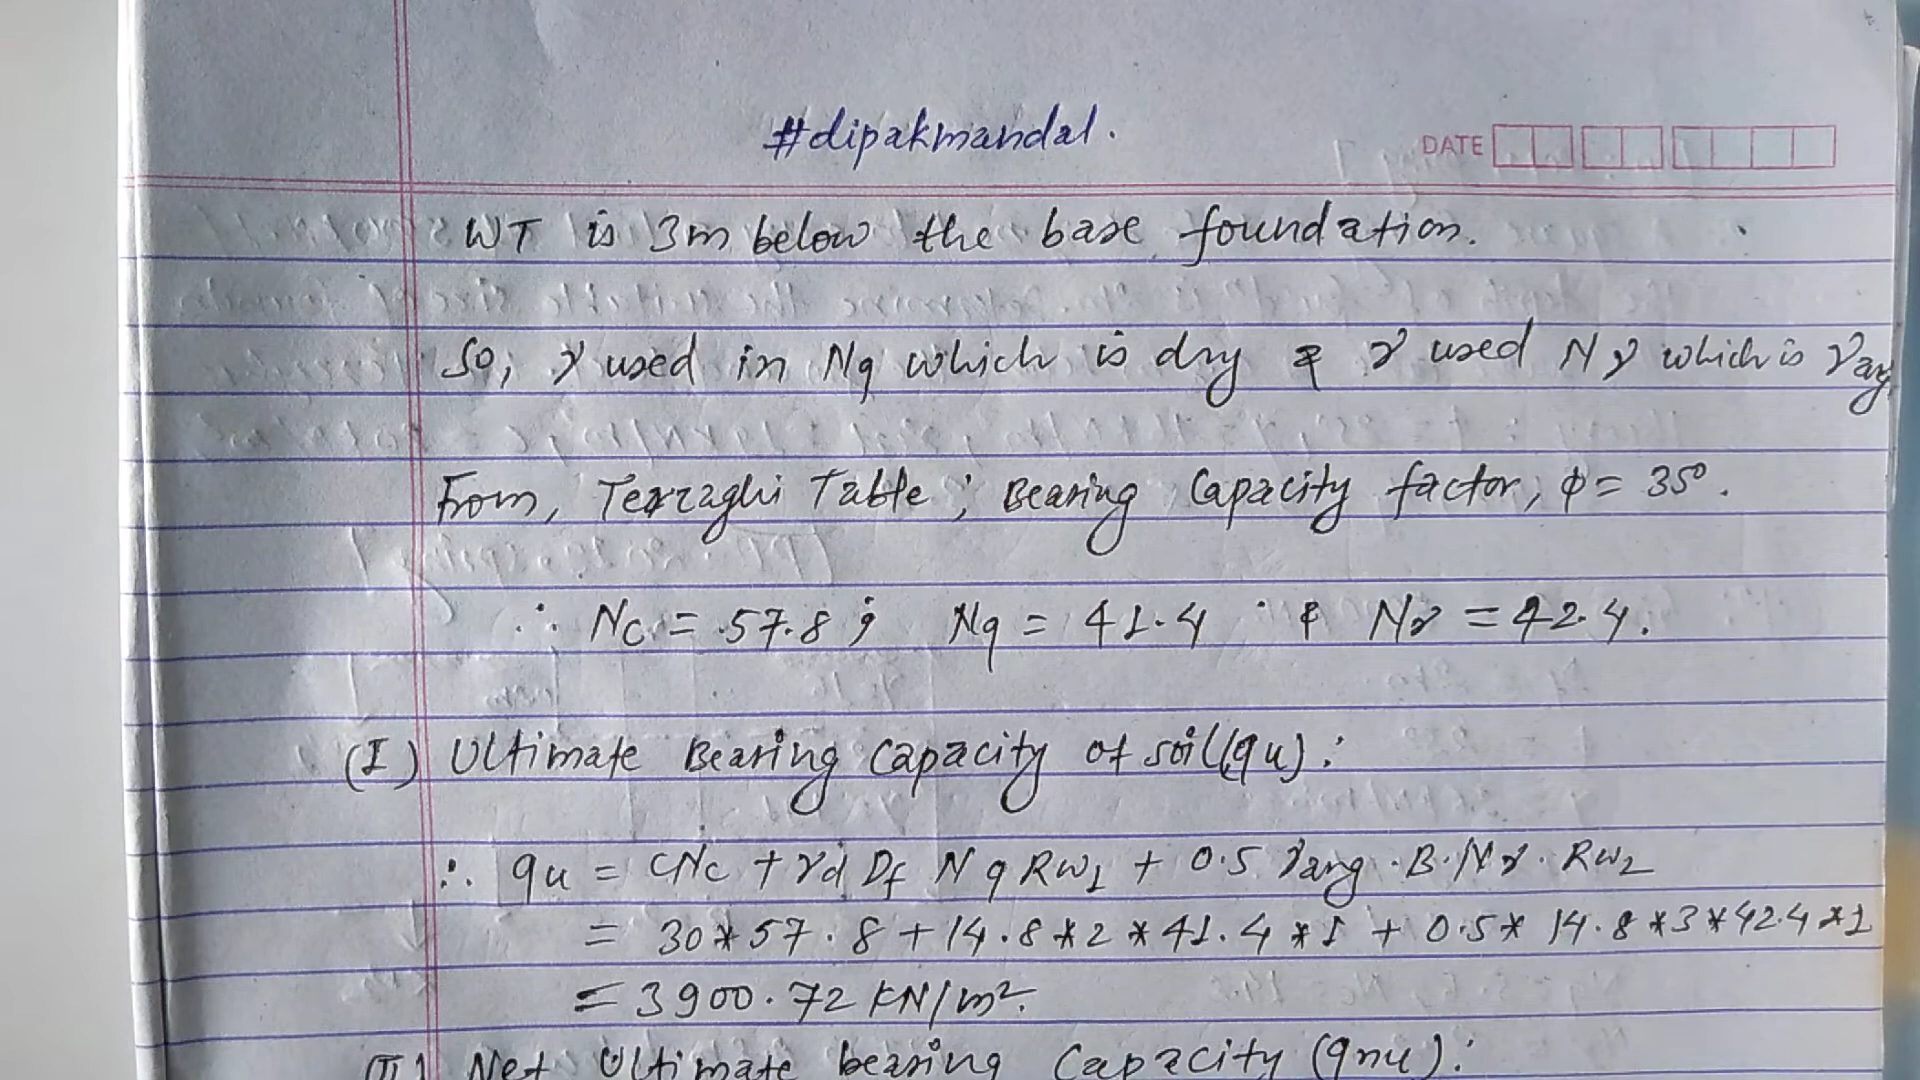 #dipakmandal.
DATE
WT is 3m below the base foundation.
So, γ used in Nq which is dry & γ used Nγ which is γavg
From, Terzaghi Table; Bearing Capacity factor, φ = 35°.
∴ Nc = 57.8; Nq = 41.4 & Nγ = 42.4.
(I) Ultimate Bearing Capacity of soil (qu):
∴ qu = CNc + γd Df Nq Rw1 + 0.5 γavg . B. Nγ. Rw2
= 30*57.8 + 14.8*2*41.4*1 + 0.5*14.8*3*42.4*1
= 3900.72 KN/m².
(II) Net Ultimate bearing Capacity (qnu):